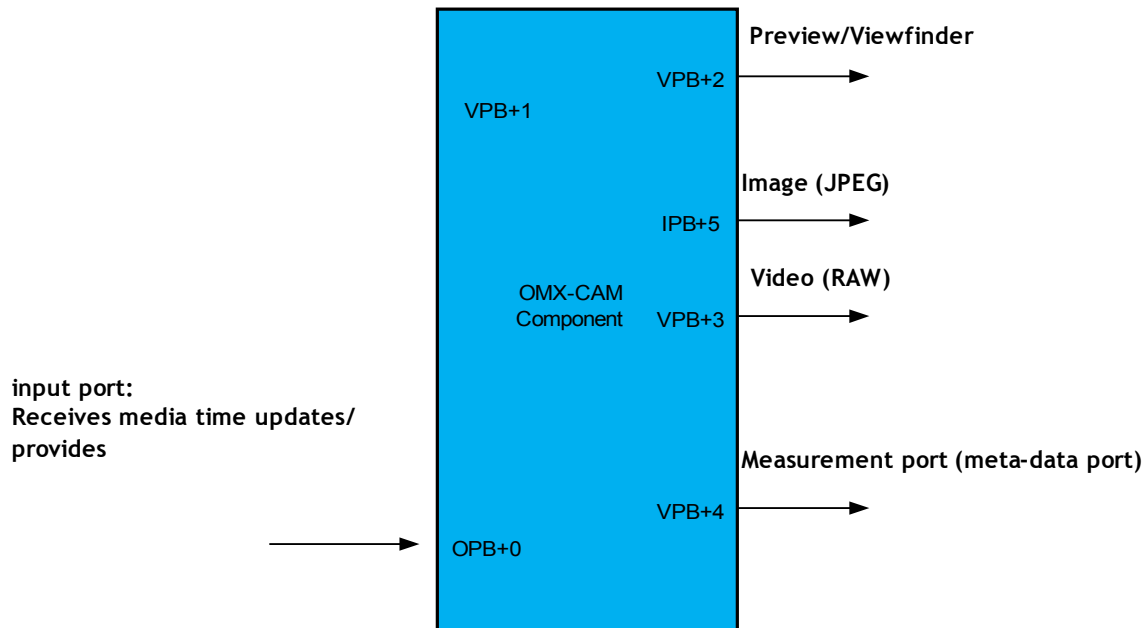 Preview/Viewfinder
VPB+2
VPB+1
Image (JPEG)
IPB+5
Video (RAW)
OMX-CAM
Component
VPB+3
input port:
Receives media time updates/
provides
Measurement port (meta-data port)
VPB+4
OPB+0